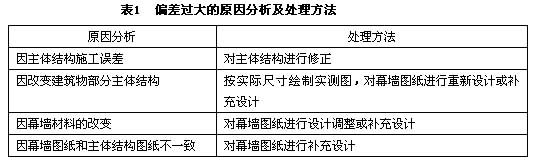 表1 偏差过大的原因分析及处理方法
原因分析 处理方法
因主体结构施工误差 对主体结构进行修正
因改变建筑物部分主体结构 按实际尺寸绘制实测图，对幕墙图纸进行重新设计或补
充设计
因幕墙材料的改变 对幕墙图纸进行设计调整或补充设计
因幕墙图纸和主体结构图纸不一致 对幕墙图纸进行补充设计